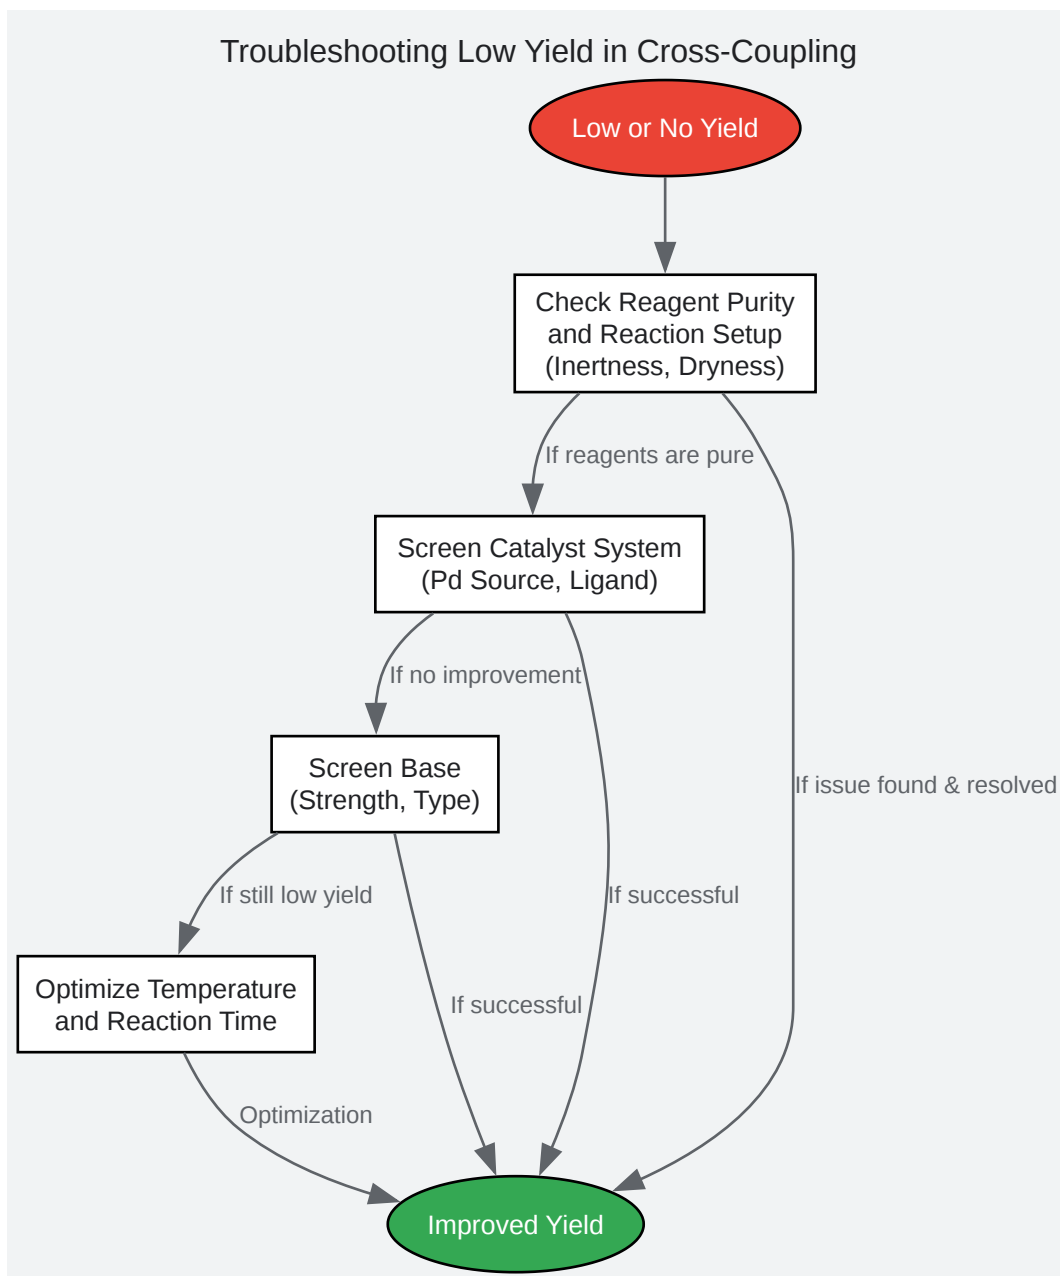 Troubleshooting Low Yield in Cross-Coupling
Low or No Yield
Check Reagent Purity
and Reaction Setup
(Inertness, Dryness)
If reagents are pure
Screen Catalyst System
(Pd Source, Ligand)
If no improvement
Screen Base
(Strength, Type)
If issue found & resolved
If still low yield
If successful
Optimize Temperature
and Reaction Time
If successful
Optimization
Improved Yield